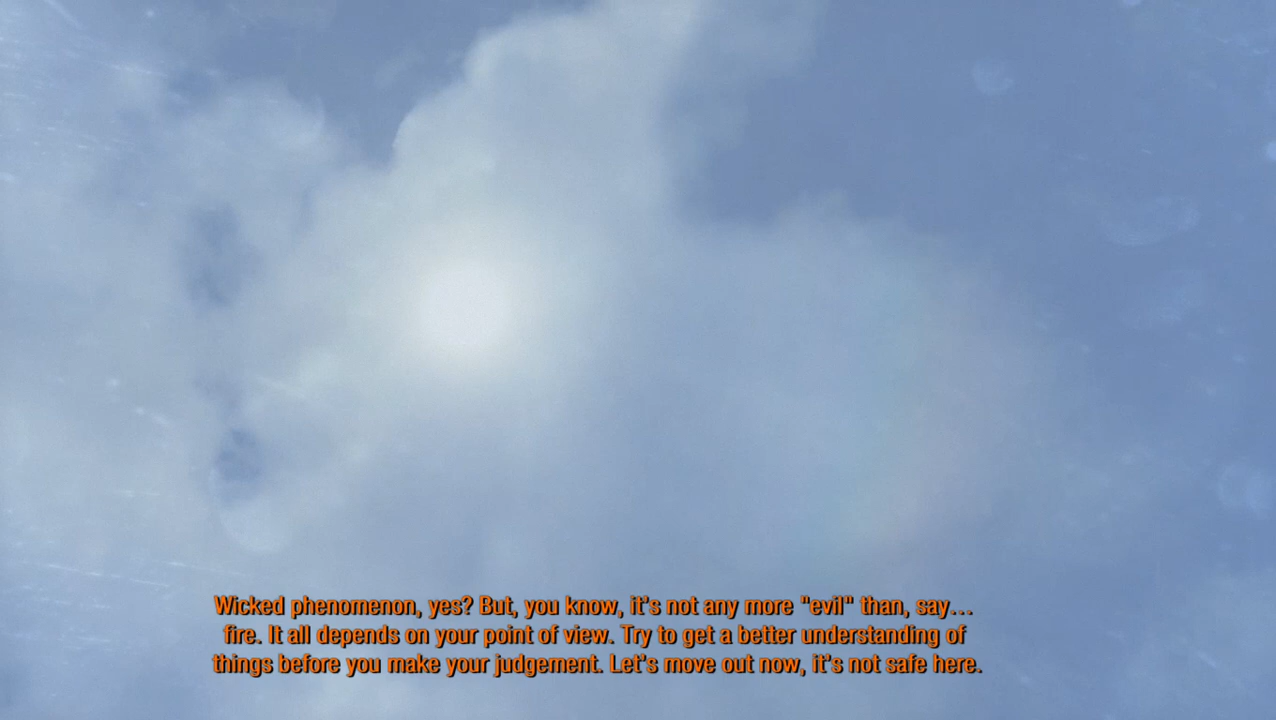 Wicked phenomenon, yes? But, you know, it's not any more "evil" than, say...
fire. It all depends on your point of view. Try to get a better understanding of
things before you make your judgement. Let's move out now, it's not safe here.